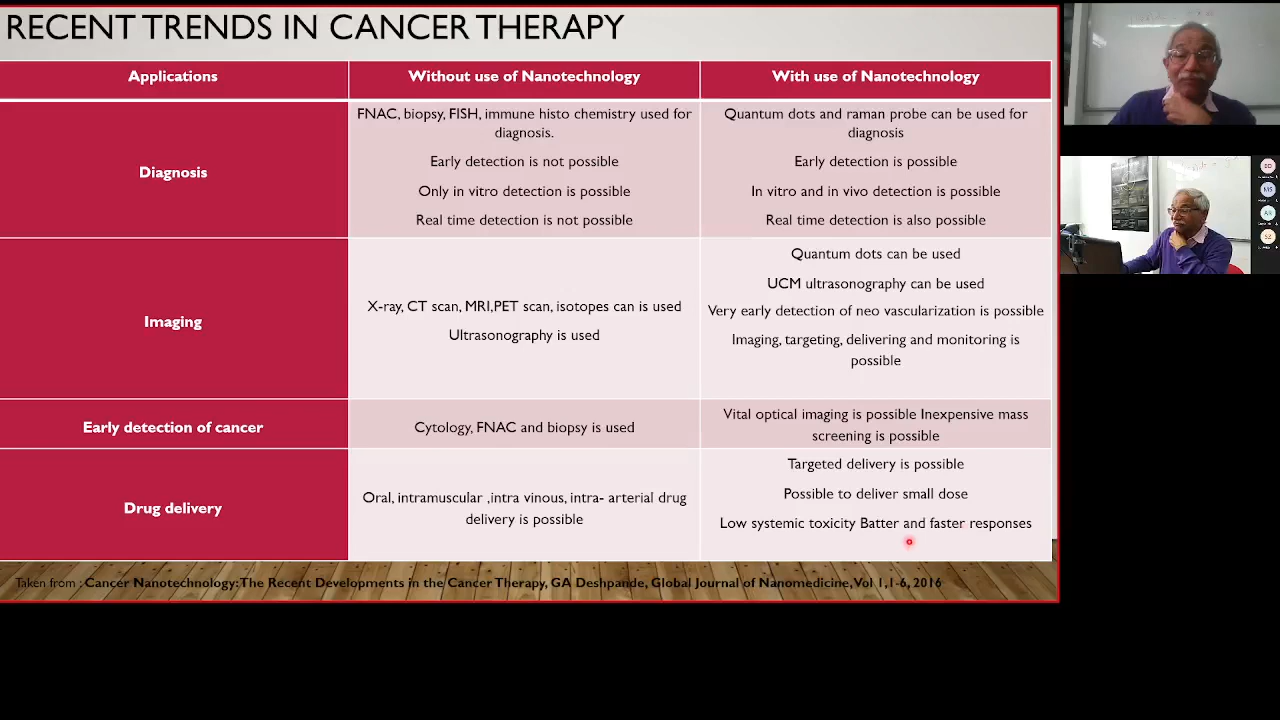 RECENT TRENDS IN CANCER THERAPY
Applications
Without use of Nanotechnology
With use of Nanotechnology
Diagnosis
FNAC, biopsy, FISH, immune histo chemistry used for
diagnosis.
Early detection is not possible
Only in vitro detection is possible
Real time detection is not possible
Quantum dots and raman probe can be used for
diagnosis
Early detection is possible
In vitro and in vivo detection is possible
Real time detection is also possible
Imaging
X-ray, CT scan, MRI,PET scan, isotopes can is used
Ultrasonography is used
Quantum dots can be used
UCM ultrasonography can be used
Very early detection of neo vascularization is possible
Imaging, targeting, delivering and monitoring is
possible
Early detection of cancer
Cytology, FNAC and biopsy is used
Vital optical imaging is possible Inexpensive mass
screening is possible
Drug delivery
Oral, intramuscular ,intra vinous, intra- arterial drug
delivery is possible
Targeted delivery is possible
Possible to deliver small dose
Low systemic toxicity Batter and faster responses
Taken from : Cancer Nanotechnology: The Recent Developments in the Cancer Therapy, GA Deshpande, Global Journal of Nanomedicine, Vol 1,1-6, 2016
MS
AR
SZ